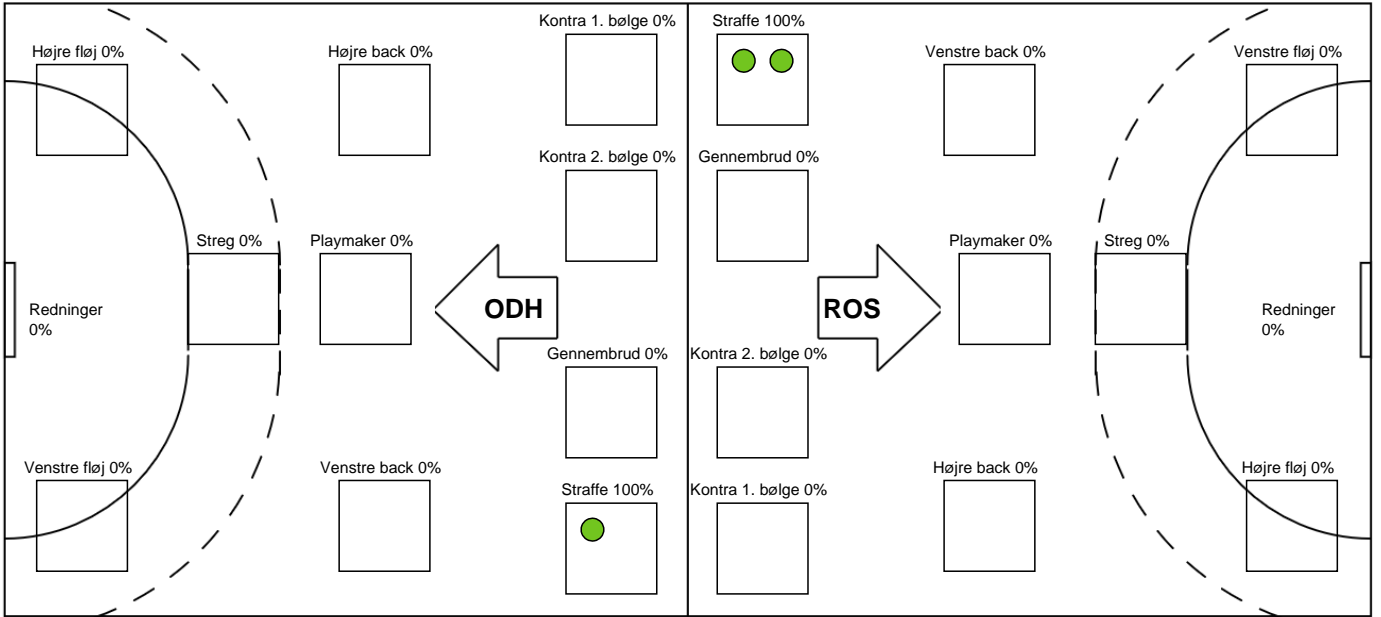 Kontra 1. bølge 0%
Straffe 100%
Højre fløj 0%
Højre back 0%
Venstre back 0%
Venstre fløj 0%
Kontra 2. bølge 0%
Gennembrud 0%
Streg 0%
Playmaker 0%
Playmaker 0%
Streg 0%
Redninger
0%
ODH
ROS
Redninger
0%
Gennembrud 0%
Kontra 2. bølge 0%
Venstre fløj 0%
Venstre back 0%
Højre back 0%
Højre fløj 0%
Straffe 100%
Kontra 1. bølge 0%